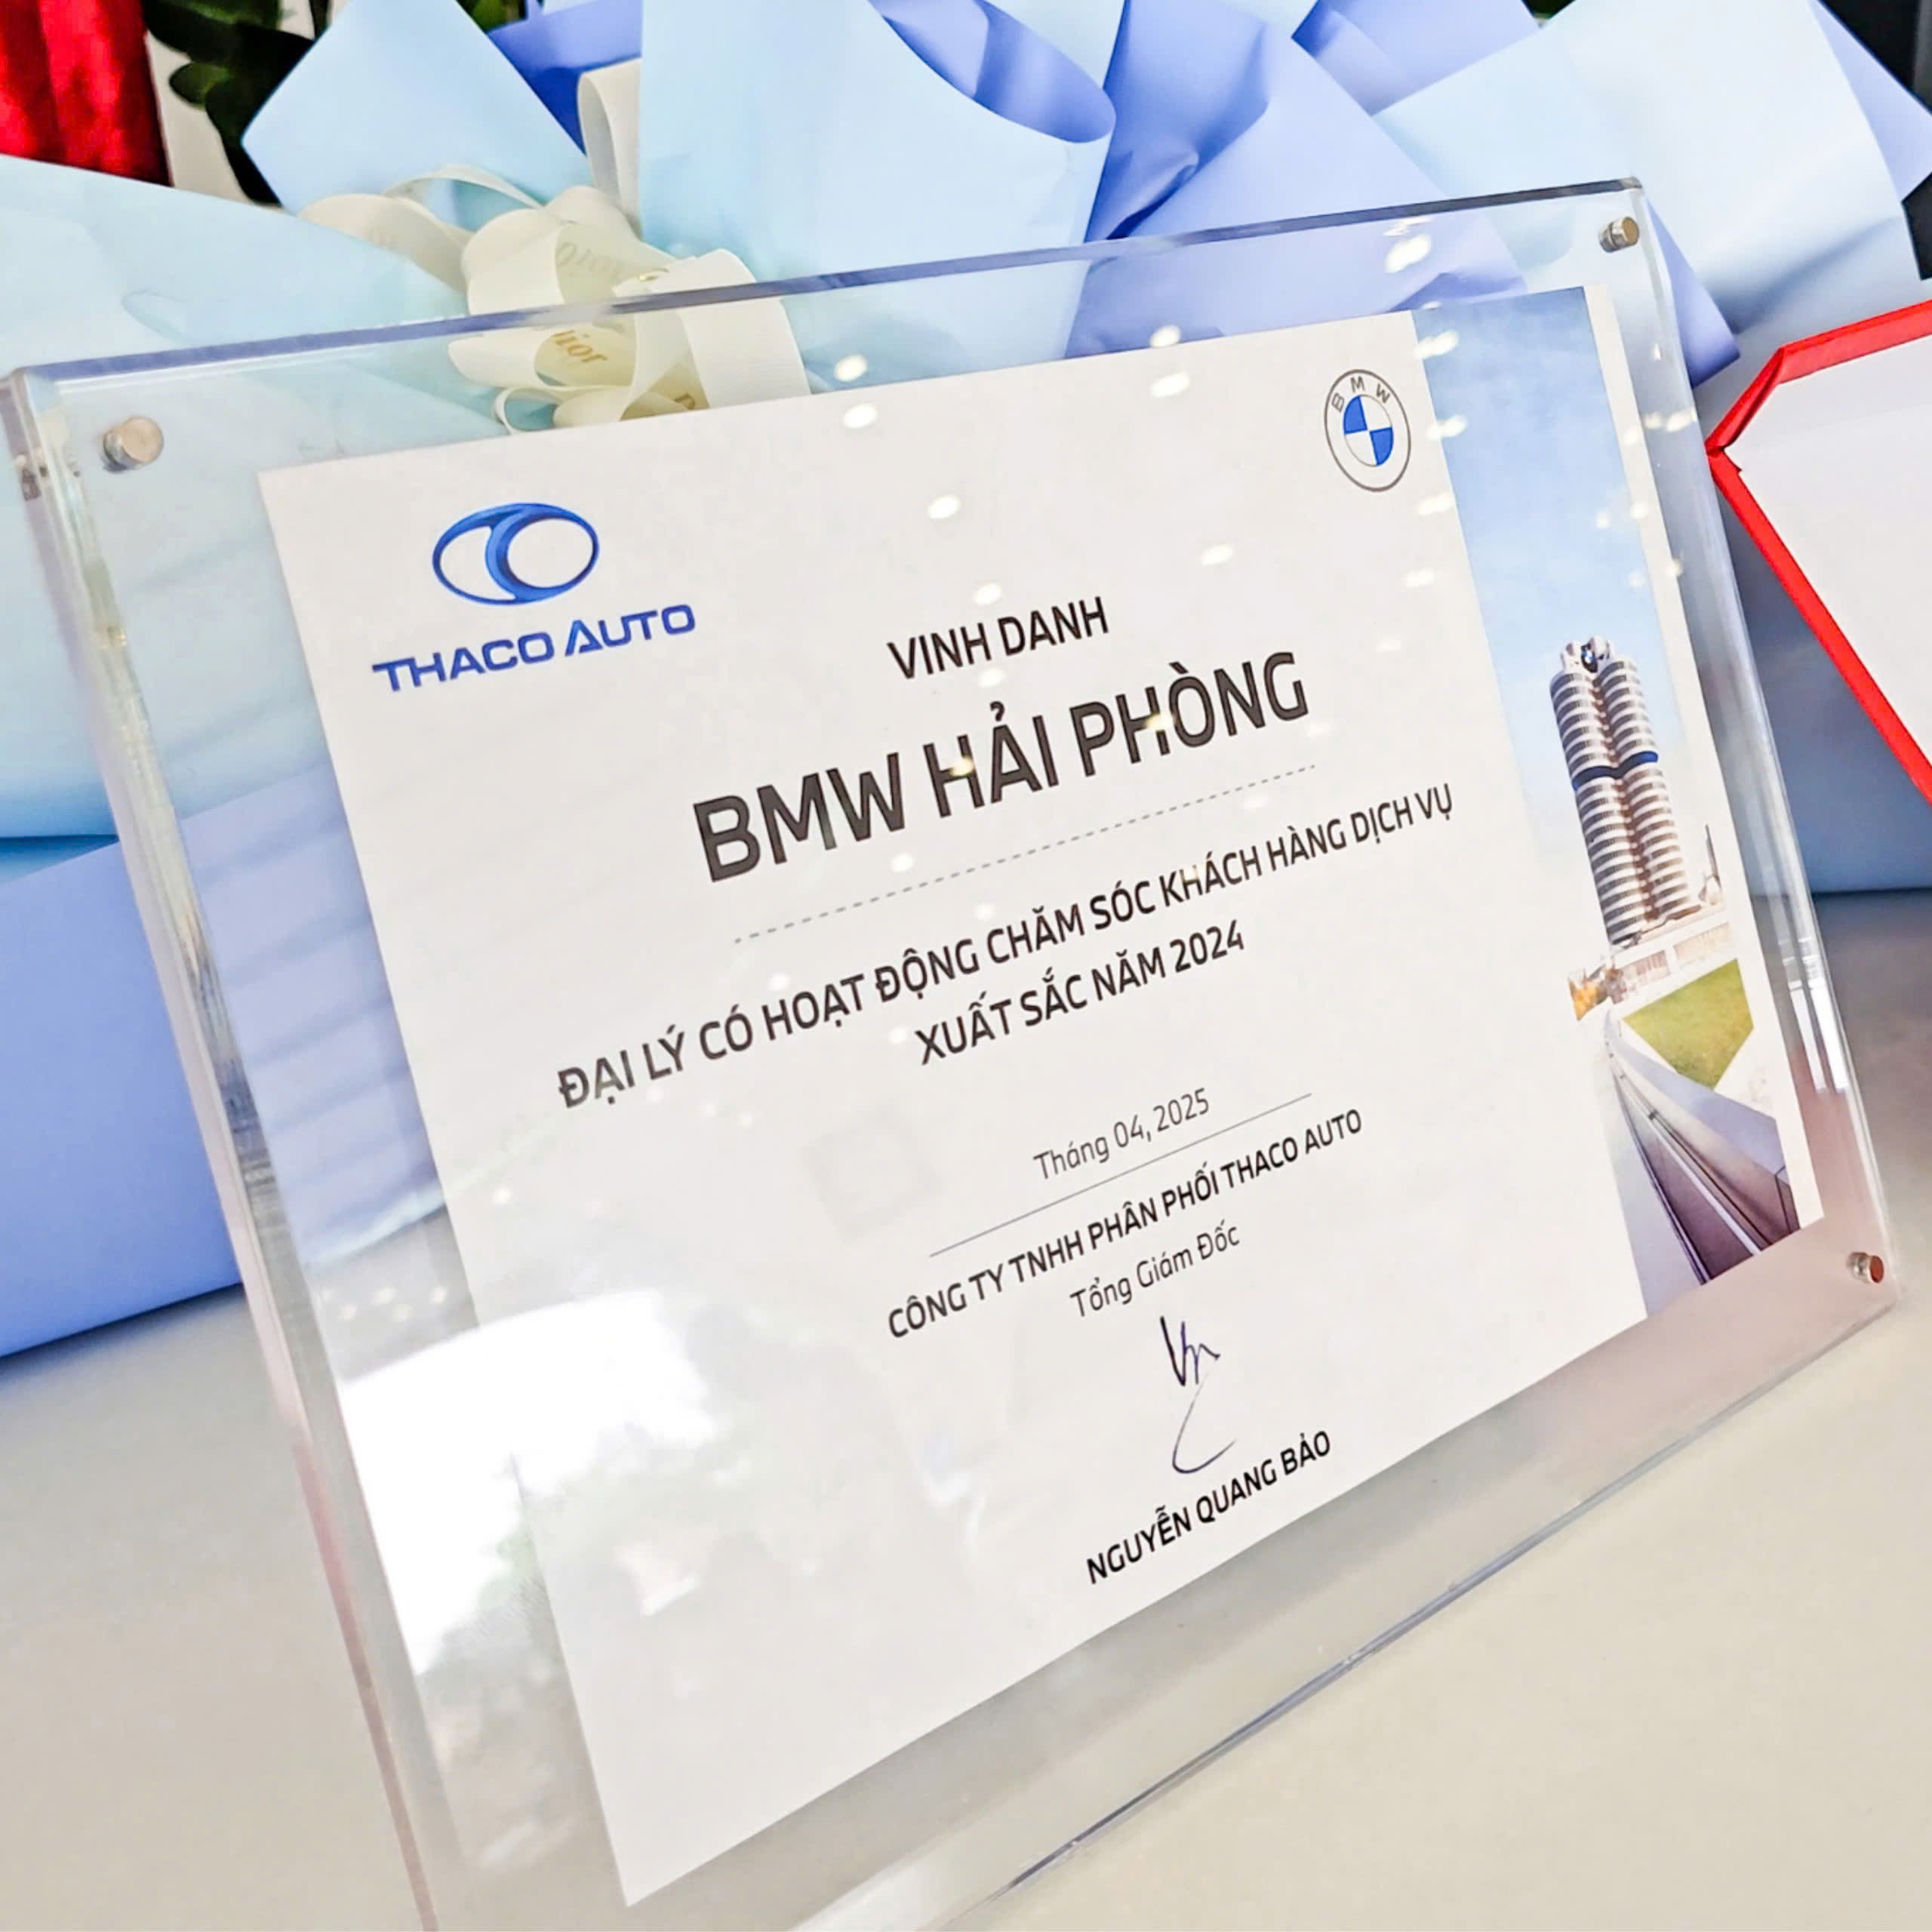 THACO AUTO
BMW
VINH DANH
BMW HẢI PHÒNG
ĐẠI LÝ CÓ HOẠT ĐỘNG CHĂM SÓC KHÁCH HÀNG DỊCH VỤ
XUẤT SẮC NĂM 2024
Tháng 04, 2025
CÔNG TY TNHH PHÂN PHỐI THACO AUTO
Tổng Giám Đốc
NGUYỄN QUANG BẢO